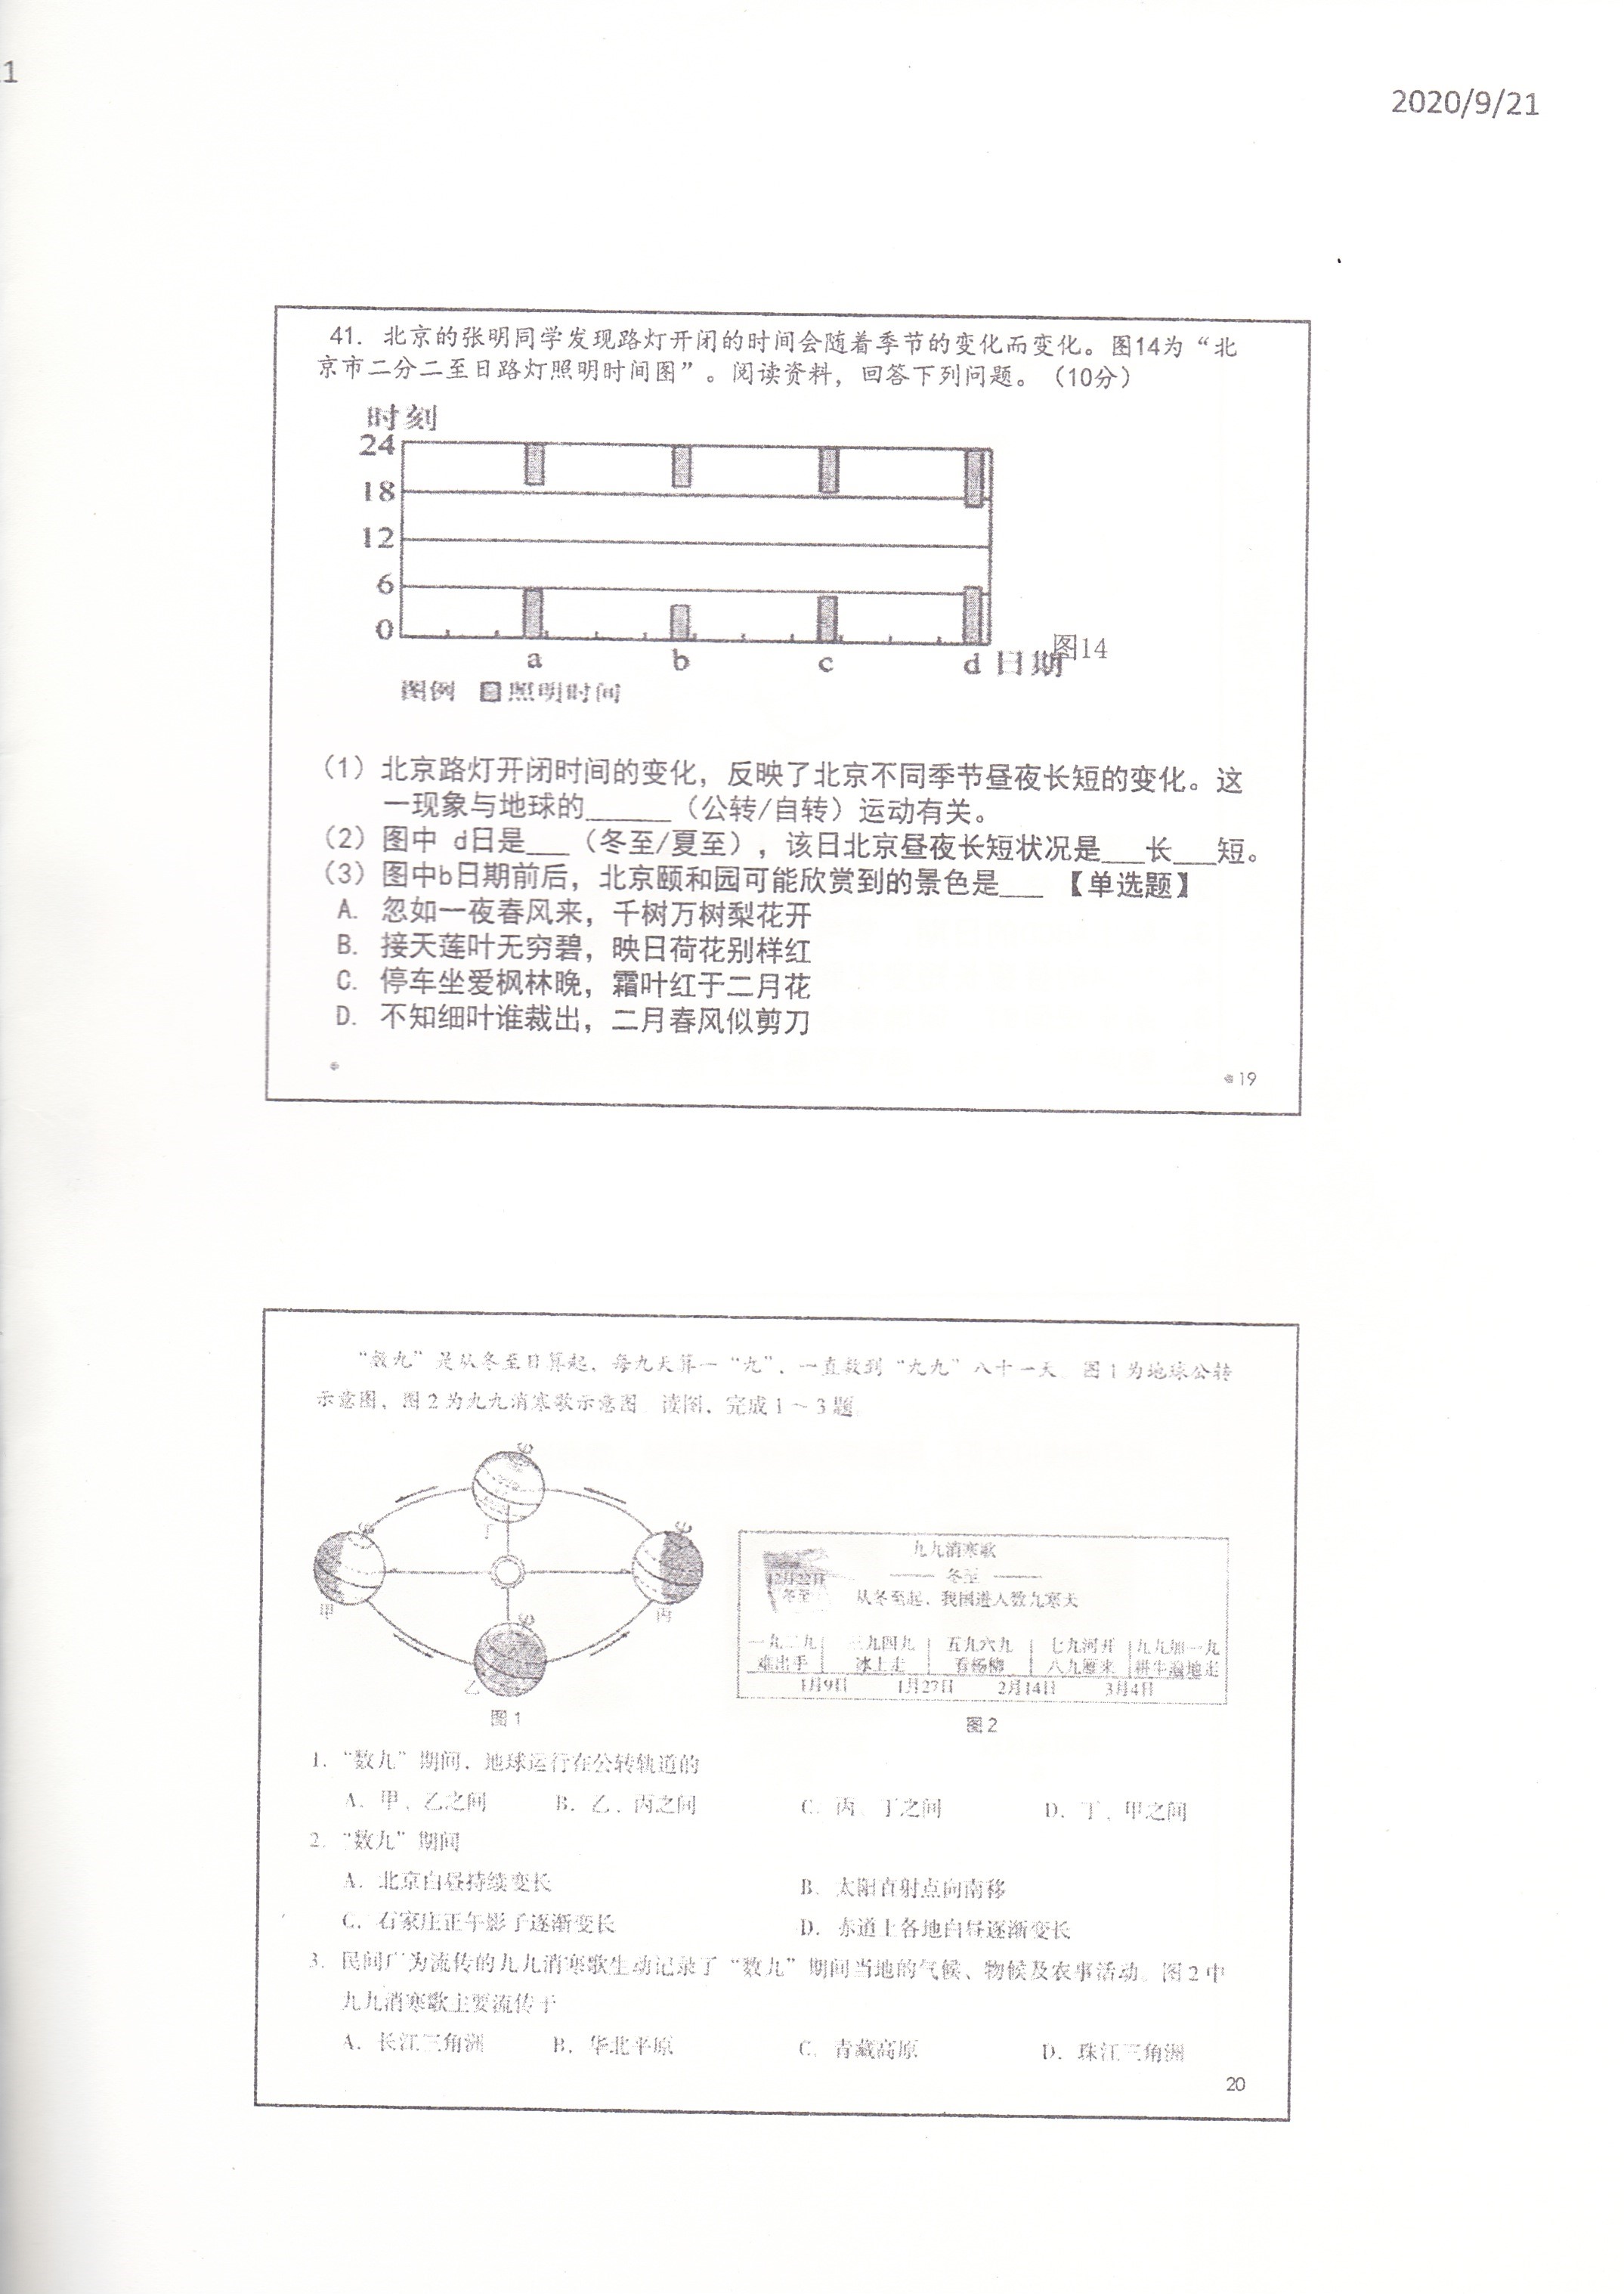 1
2020/9/21
41. 北京的张明同学发现路灯开闭的时间会随着季节的变化而变化。图14为“北
京市二分二至日路灯照明时间图”。阅读资料，回答下列问题。（10分）
时刻
24
18
12
6
0
a b c d 日期
图14
图例 照明时间
（1）北京路灯开闭时间的变化，反映了北京不同季节昼夜长短的变化。这
一现象与地球的______（公转/自转）运动有关。
（2）图中 d日是___（冬至/夏至），该日北京昼夜长短状况是___长___短。
（3）图中b日期前后，北京颐和园可能欣赏到的景色是___ 【单选题】
A. 忽如一夜春风来，千树万树梨花开
B. 接天莲叶无穷碧，映日荷花别样红
C. 停车坐爱枫林晚，霜叶红于二月花
D. 不知细叶谁裁出，二月春风似剪刀
19
“数九”是从冬至日算起，每九天算一“九”，一直数到“九九”八十一天。图1为地球公转
示意图，图2为九九消寒歌示意图。读图，完成1～3题。
丁
甲
丙
乙
图1
九九消寒歌
12月22日
冬至
冬至
从冬至起，我国进入数九寒天
一九二九 三九四九 五九六九 七九河开 九九加一九
难出手 冰上走 看杨柳 八九雁来 耕牛遍地走
1月9日 1月27日 2月14日 3月4日
图2
1. “数九”期间，地球运行在公转轨道的
A. 甲、乙之间 B. 乙、丙之间 C. 丙、丁之间 D. 丁、甲之间
2. “数九”期间
A. 北京白昼持续变长 B. 太阳直射点向南移
C. 石家庄正午影子逐渐变长 D. 赤道上各地白昼逐渐变长
3. 民间广为流传的九九消寒歌生动记录了“数九”期间当地的气候、物候及农事活动。图2中
九九消寒歌主要流传于
A. 长江三角洲 B. 华北平原 C. 青藏高原 D. 珠江三角洲
20